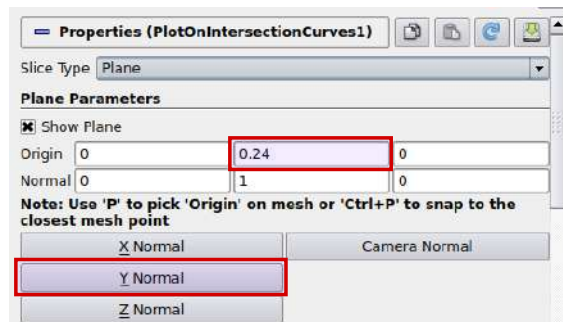 Properties (PlotOnIntersectionCurves1)
Slice Type Plane
Plane Parameters
Show Plane
Origin 0 0.24 0
Normal 0 1 0
Note: Use 'P' to pick 'Origin' on mesh or 'Ctrl+P' to snap to the
closest mesh point
X Normal Camera Normal
Y Normal
Z Normal